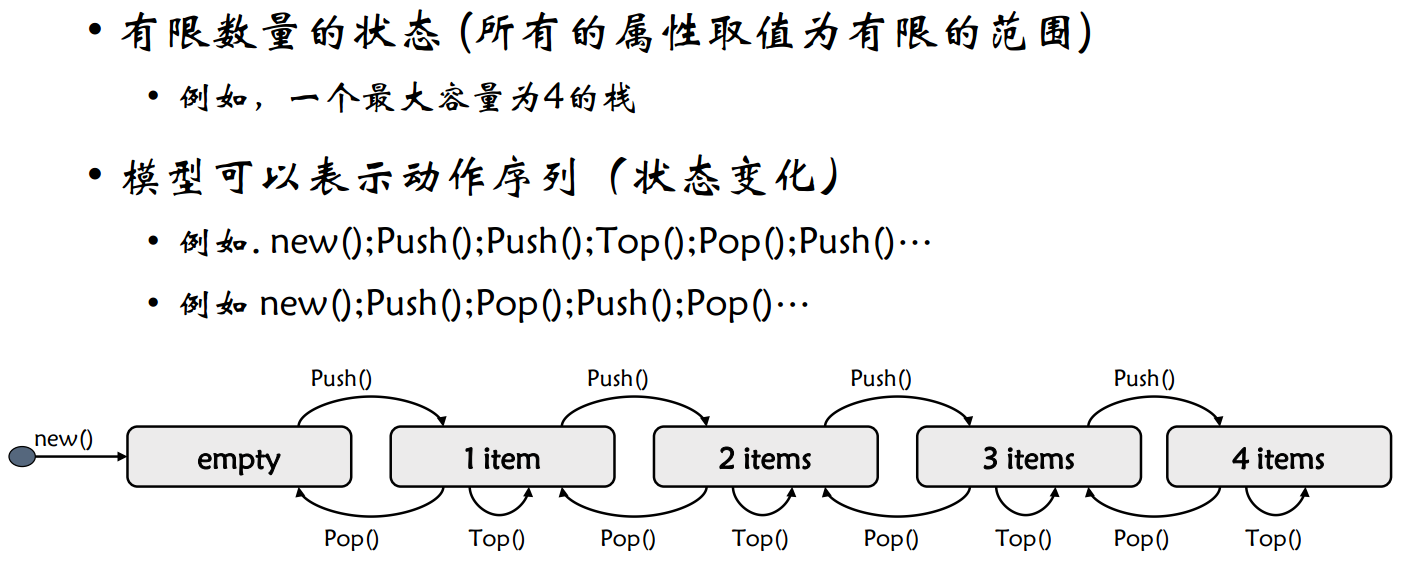 • 有限数量的状态 (所有的属性取值为有限的范围)
• 例如，一个最大容量为4的栈
• 模型可以表示动作序列（状态变化）
• 例如. new();Push();Push();Top();Pop();Push()…
• 例如 new();Push();Pop();Push();Pop()…
Push() Push() Push() Push()
new()
empty 1 item 2 items 3 items 4 items
Pop() Top() Pop() Top() Pop() Top() Pop() Top()